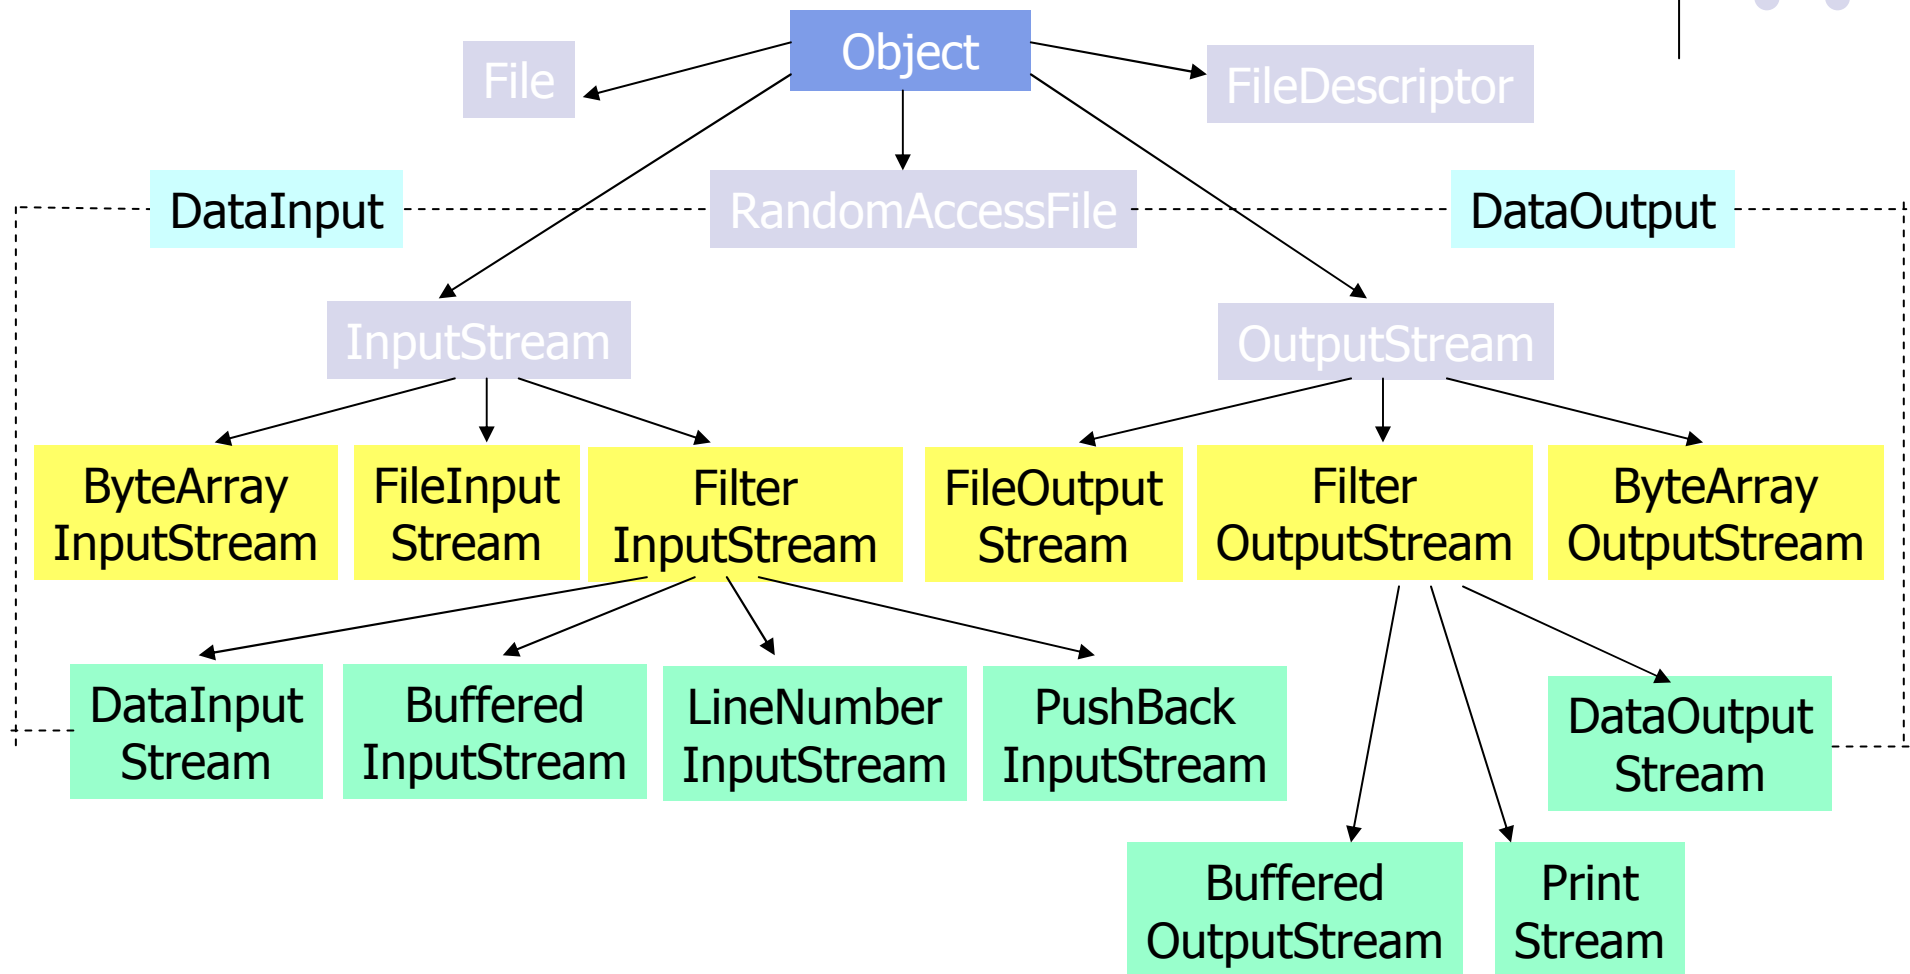 Object
File
FileDescriptor
DataInput
RandomAccessFile
DataOutput
InputStream
OutputStream
ByteArray
InputStream
FileInput
Stream
Filter
InputStream
FileOutput
Stream
Filter
OutputStream
ByteArray
OutputStream
DataInput
Stream
Buffered
InputStream
LineNumber
InputStream
PushBack
InputStream
DataOutput
Stream
Buffered
OutputStream
Print
Stream